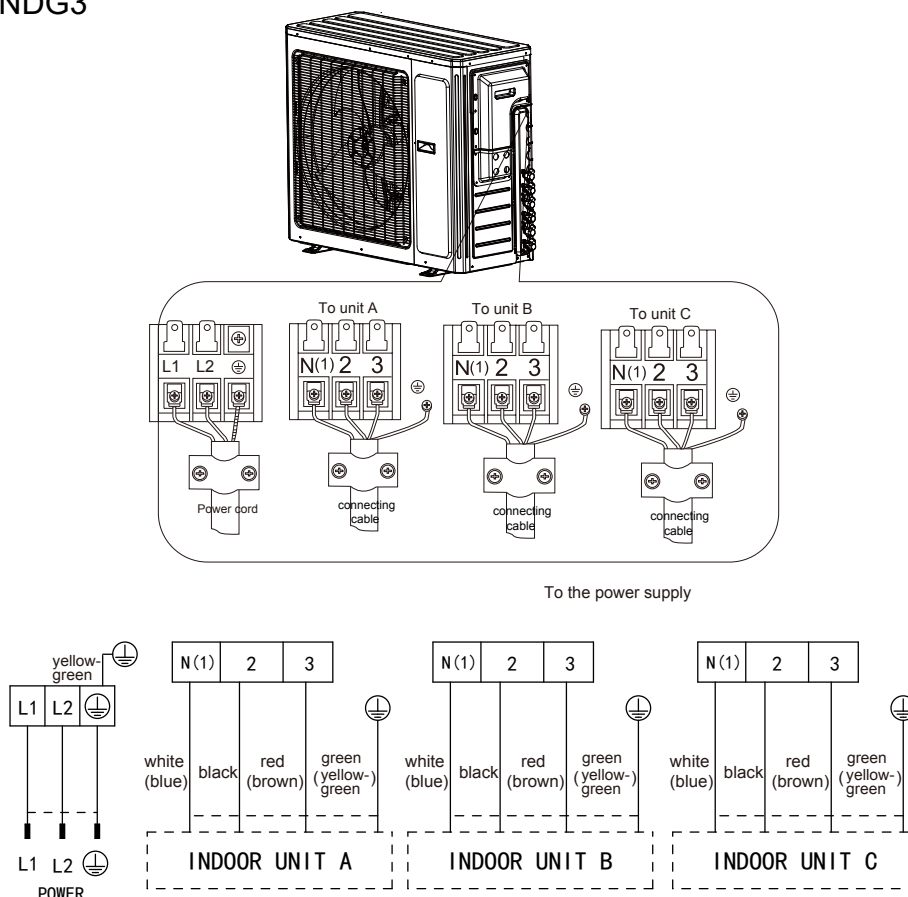 NDG3
To unit A
To unit B
To unit C
L1 L2
N(1) 2 3
N(1) 2 3
N(1) 2 3
Power cord
connecting
cable
connecting
cable
connecting
cable
To the power supply
yellow-
green
L1 L2
N(1) 2 3
N(1) 2 3
N(1) 2 3
white
(blue)
black
red
(brown)
green
(yellow-)
green
white
(blue)
black
red
(brown)
green
(yellow-)
green
white
(blue)
black
red
(brown)
green
(yellow-)
green
L1 L2
POWER
INDOOR UNIT A
INDOOR UNIT B
INDOOR UNIT C